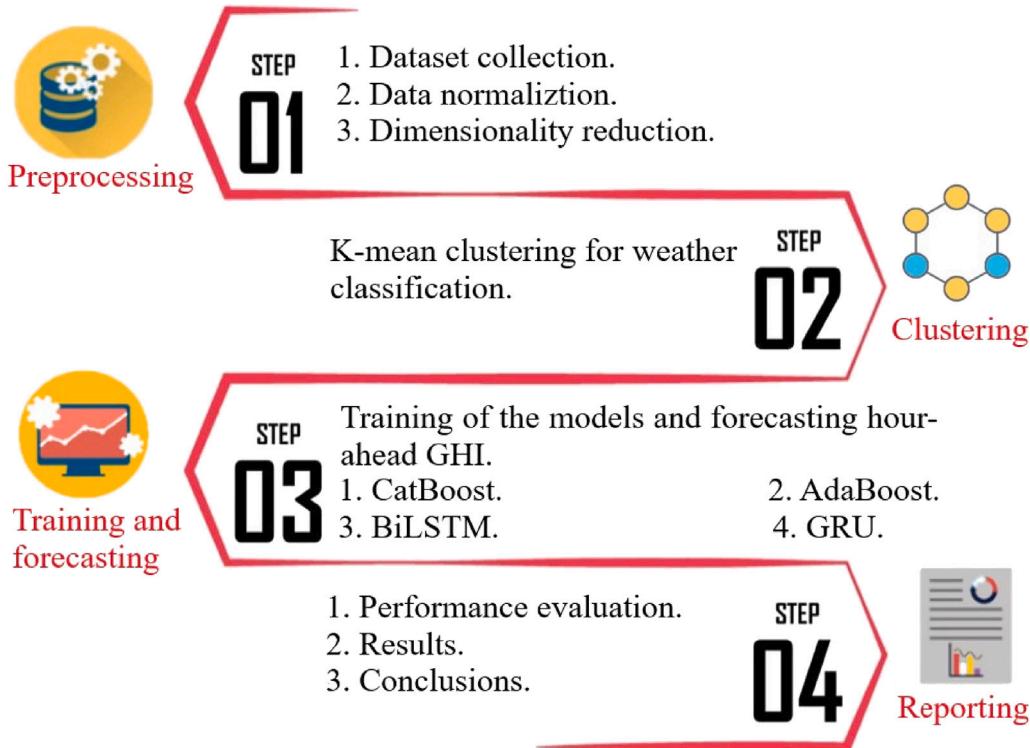 STEP
01
1. Dataset collection.
2. Data normaliztion.
3. Dimensionality reduction.
Preprocessing
K-mean clustering for weather
classification.
STEP
02
Clustering
STEP
03
Training of the models and forecasting hour-
ahead GHI.
1. CatBoost. 2. AdaBoost.
3. BiLSTM. 4. GRU.
Training and
forecasting
1. Performance evaluation.
2. Results.
3. Conclusions.
STEP
04
Reporting